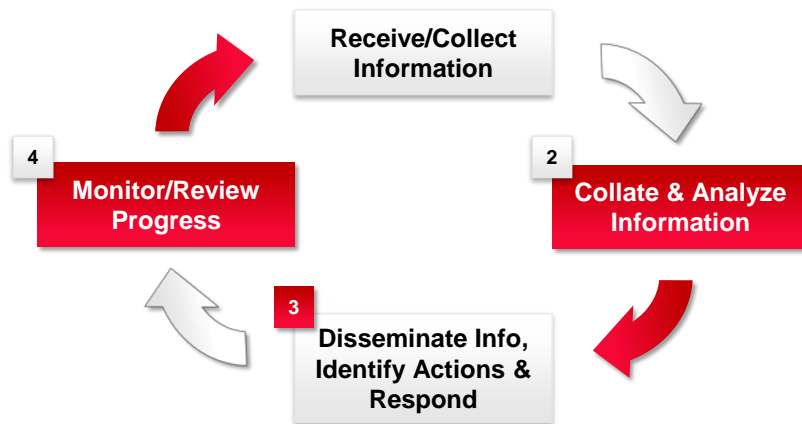 Receive/Collect
Information
2
Collate & Analyze
Information
3
Disseminate Info,
Identify Actions &
Respond
4
Monitor/Review
Progress